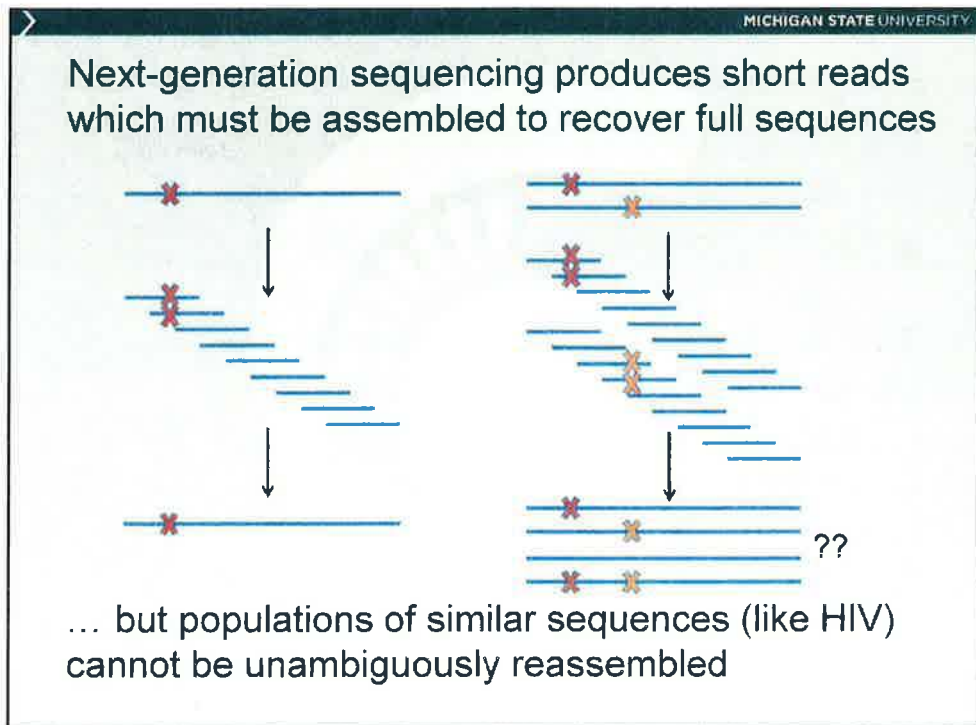 MICHIGAN STATE UNIVERSITY
Next-generation sequencing produces short reads
which must be assembled to recover full sequences
??
... but populations of similar sequences (like HIV)
cannot be unambiguously reassembled